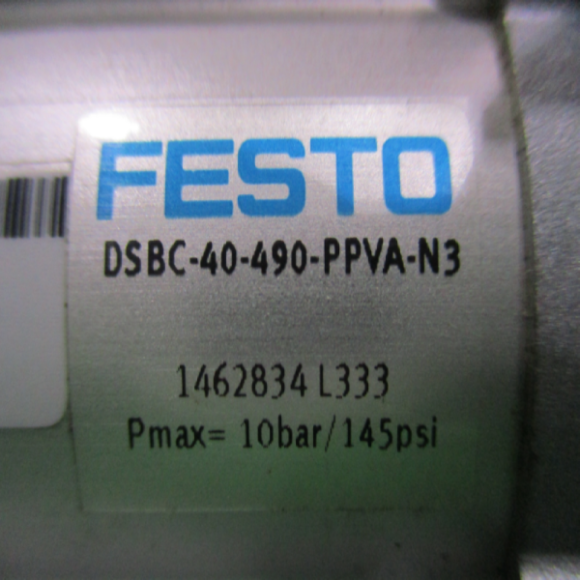 FESTO
DSBC-40-490-PPVA-N3
1462834 L333
Pmax= 10bar/145psi